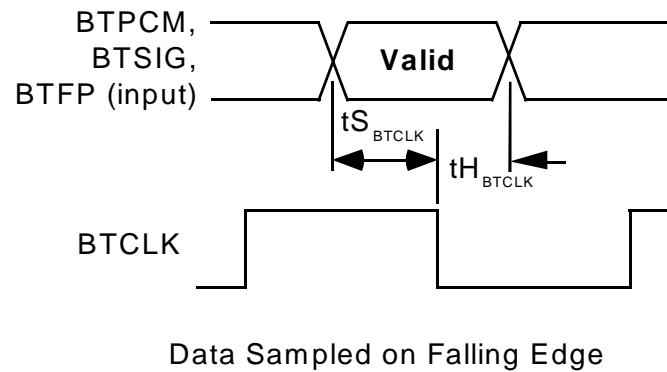 BTPCM,
BTSIG,
BTFP (input)
Valid
tS BTCLK
tH BTCLK
BTCLK
Data Sampled on Falling Edge